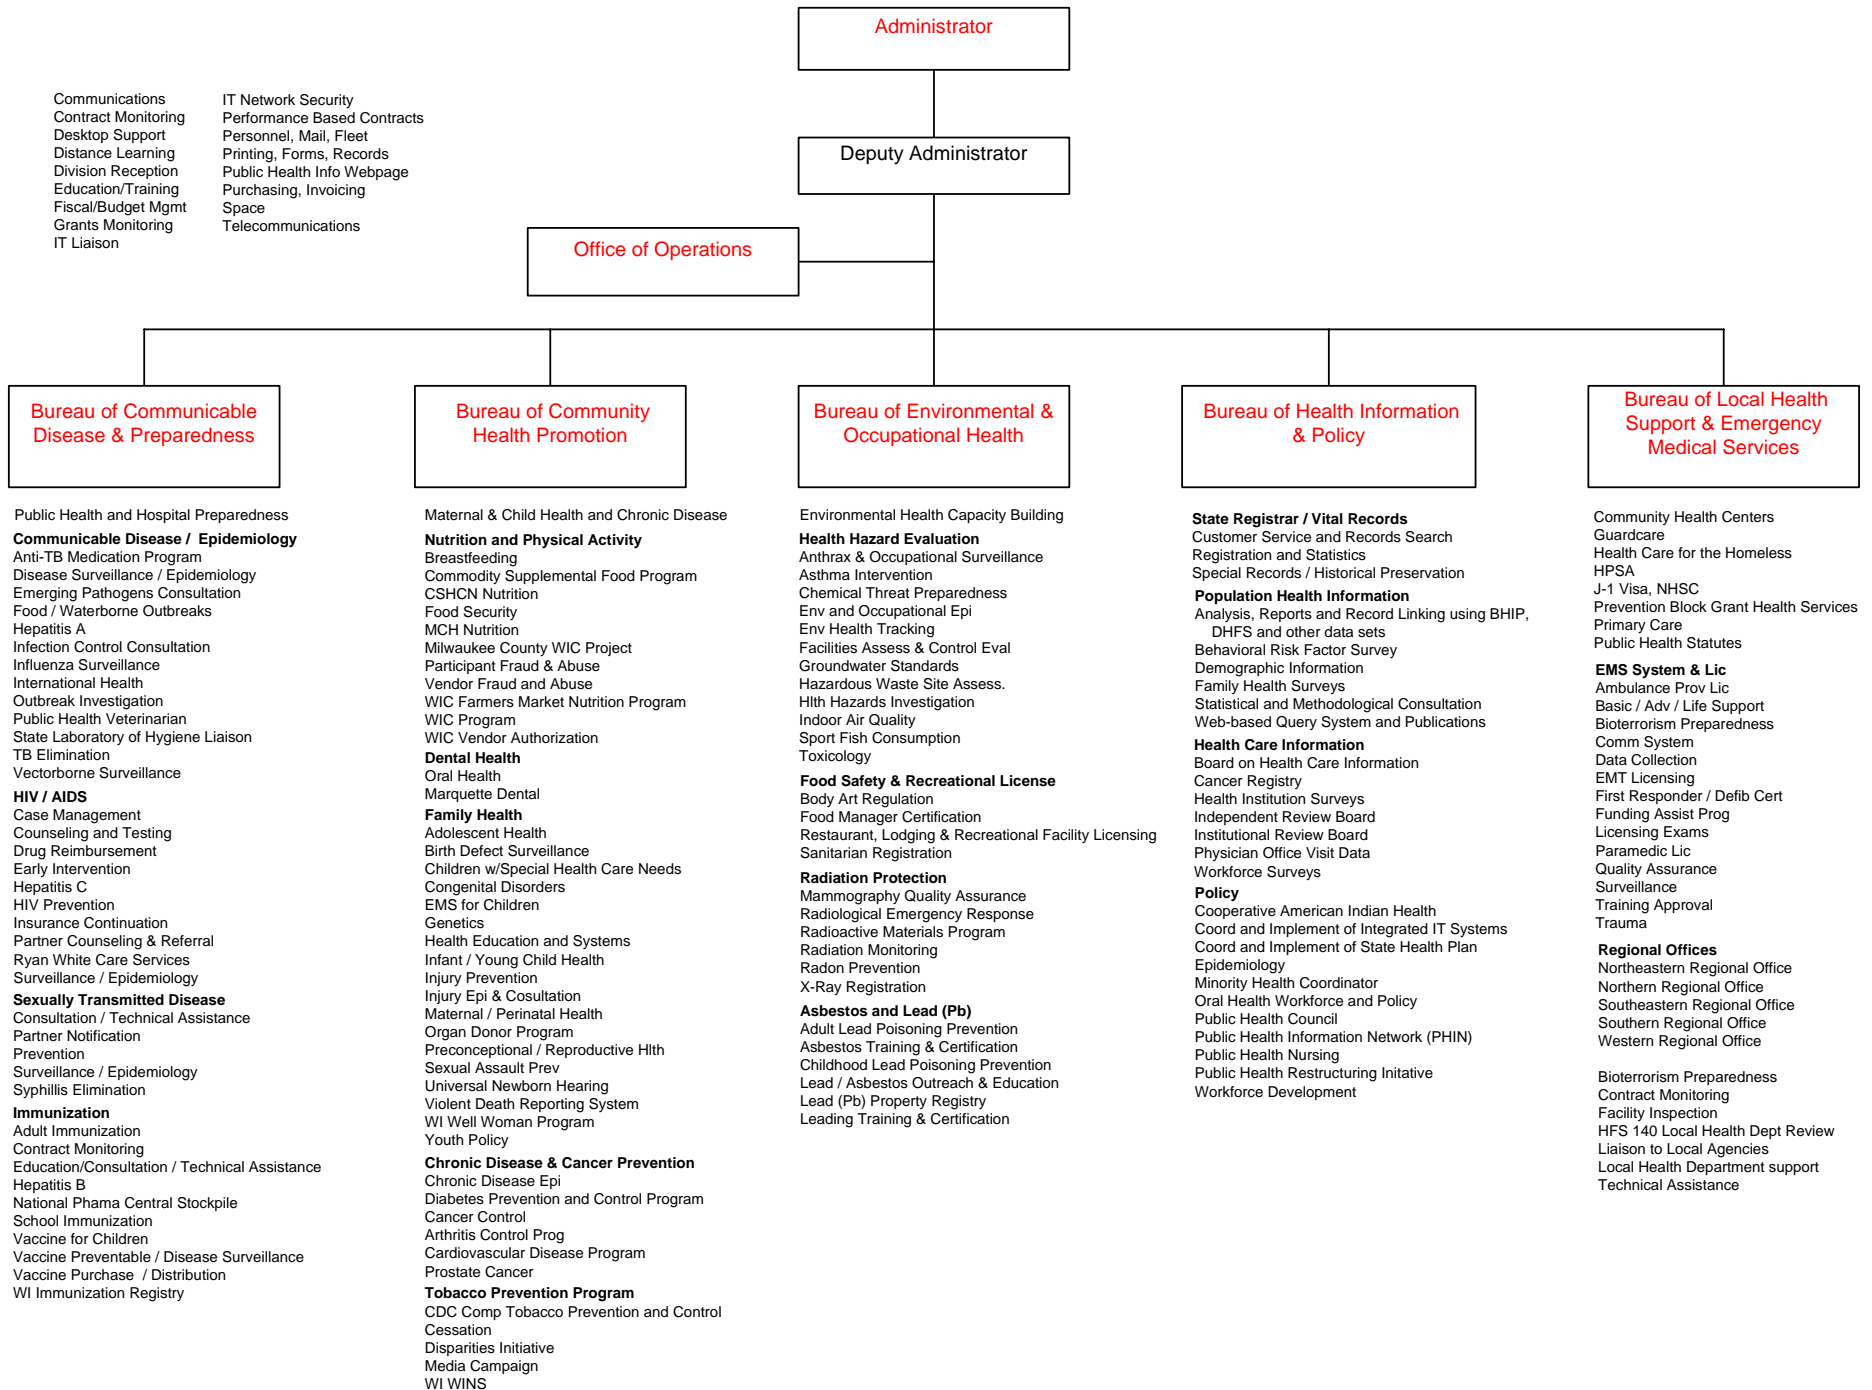 Administrator
Communications
Contract Monitoring
Desktop Support
Distance Learning
Division Reception
Education/Training
Fiscal/Budget Mgmt
Grants Monitoring
IT Liaison
IT Network Security
Performance Based Contracts
Personnel, Mail, Fleet
Printing, Forms, Records
Public Health Info Webpage
Purchasing, Invoicing
Space
Telecommunications
Deputy Administrator
Office of Operations
Bureau of Communicable
Disease & Preparedness
Public Health and Hospital Preparedness
Communicable Disease / Epidemiology
Anti-TB Medication Program
Disease Surveillance / Epidemiology
Emerging Pathogens Consultation
Food / Waterborne Outbreaks
Hepatitis A
Infection Control Consultation
Influenza Surveillance
International Health
Outbreak Investigation
Public Health Veterinarian
State Laboratory of Hygiene Liaison
TB Elimination
Vectorborne Surveillance
HIV / AIDS
Case Management
Counseling and Testing
Drug Reimbursement
Early Intervention
Hepatitis C
HIV Prevention
Insurance Continuation
Partner Counseling & Referral
Ryan White Care Services
Surveillance / Epidemiology
Sexually Transmitted Disease
Consultation / Technical Assistance
Partner Notification
Prevention
Surveillance / Epidemiology
Syphillis Elimination
Immunization
Adult Immunization
Contract Monitoring
Education/Consultation / Technical Assistance
Hepatitis B
National Phama Central Stockpile
School Immunization
Vaccine for Children
Vaccine Preventable / Disease Surveillance
Vaccine Purchase / Distribution
WI Immunization Registry
Bureau of Community
Health Promotion
Maternal & Child Health and Chronic Disease
Nutrition and Physical Activity
Breastfeeding
Commodity Supplemental Food Program
CSHCN Nutrition
Food Security
MCH Nutrition
Milwaukee County WIC Project
Participant Fraud & Abuse
Vendor Fraud and Abuse
WIC Farmers Market Nutrition Program
WIC Program
WIC Vendor Authorization
Dental Health
Oral Health
Marquette Dental
Family Health
Adolescent Health
Birth Defect Surveillance
Children w/Special Health Care Needs
Congenital Disorders
EMS for Children
Genetics
Health Education and Systems
Infant / Young Child Health
Injury Prevention
Injury Epi & Cosultation
Maternal / Perinatal Health
Organ Donor Program
Preconceptional / Reproductive Hlth
Sexual Assault Prev
Universal Newborn Hearing
Violent Death Reporting System
WI Well Woman Program
Youth Policy
Chronic Disease & Cancer Prevention
Chronic Disease Epi
Diabetes Prevention and Control Program
Cancer Control
Arthritis Control Prog
Cardiovascular Disease Program
Prostate Cancer
Tobacco Prevention Program
CDC Comp Tobacco Prevention and Control
Cessation
Disparities Initiative
Media Campaign
WI WINS
Bureau of Environmental &
Occupational Health
Environmental Health Capacity Building
Health Hazard Evaluation
Anthrax & Occupational Surveillance
Asthma Intervention
Chemical Threat Preparedness
Env and Occupational Epi
Env Health Tracking
Facilities Assess & Control Eval
Groundwater Standards
Hazardous Waste Site Assess.
Hlth Hazards Investigation
Indoor Air Quality
Sport Fish Consumption
Toxicology
Food Safety & Recreational License
Body Art Regulation
Food Manager Certification
Restaurant, Lodging & Recreational Facility Licensing
Sanitarian Registration
Radiation Protection
Mammography Quality Assurance
Radiological Emergency Response
Radioactive Materials Program
Radiation Monitoring
Radon Prevention
X-Ray Registration
Asbestos and Lead (Pb)
Adult Lead Poisoning Prevention
Asbestos Training & Certification
Childhood Lead Poisoning Prevention
Lead / Asbestos Outreach & Education
Lead (Pb) Property Registry
Leading Training & Certification
Bureau of Health Information
& Policy
State Registrar / Vital Records
Customer Service and Records Search
Registration and Statistics
Special Records / Historical Preservation
Population Health Information
Analysis, Reports and Record Linking using BHIP,
DHFS and other data sets
Behavioral Risk Factor Survey
Demographic Information
Family Health Surveys
Statistical and Methodological Consultation
Web-based Query System and Publications
Health Care Information
Board on Health Care Information
Cancer Registry
Health Institution Surveys
Independent Review Board
Institutional Review Board
Physician Office Visit Data
Workforce Surveys
Policy
Cooperative American Indian Health
Coord and Implement of Integrated IT Systems
Coord and Implement of State Health Plan
Epidemiology
Minority Health Coordinator
Oral Health Workforce and Policy
Public Health Council
Public Health Information Network (PHIN)
Public Health Nursing
Public Health Restructuring Initative
Workforce Development
Bureau of Local Health
Support & Emergency
Medical Services
Community Health Centers
Guardcare
Health Care for the Homeless
HPSA
J-1 Visa, NHSC
Prevention Block Grant Health Services
Primary Care
Public Health Statutes
EMS System & Lic
Ambulance Prov Lic
Basic / Adv / Life Support
Bioterrorism Preparedness
Comm System
Data Collection
EMT Licensing
First Responder / Defib Cert
Funding Assist Prog
Licensing Exams
Paramedic Lic
Quality Assurance
Surveillance
Training Approval
Trauma
Regional Offices
Northeastern Regional Office
Northern Regional Office
Southeastern Regional Office
Southern Regional Office
Western Regional Office
Bioterrorism Preparedness
Contract Monitoring
Facility Inspection
HFS 140 Local Health Dept Review
Liaison to Local Agencies
Local Health Department support
Technical Assistance